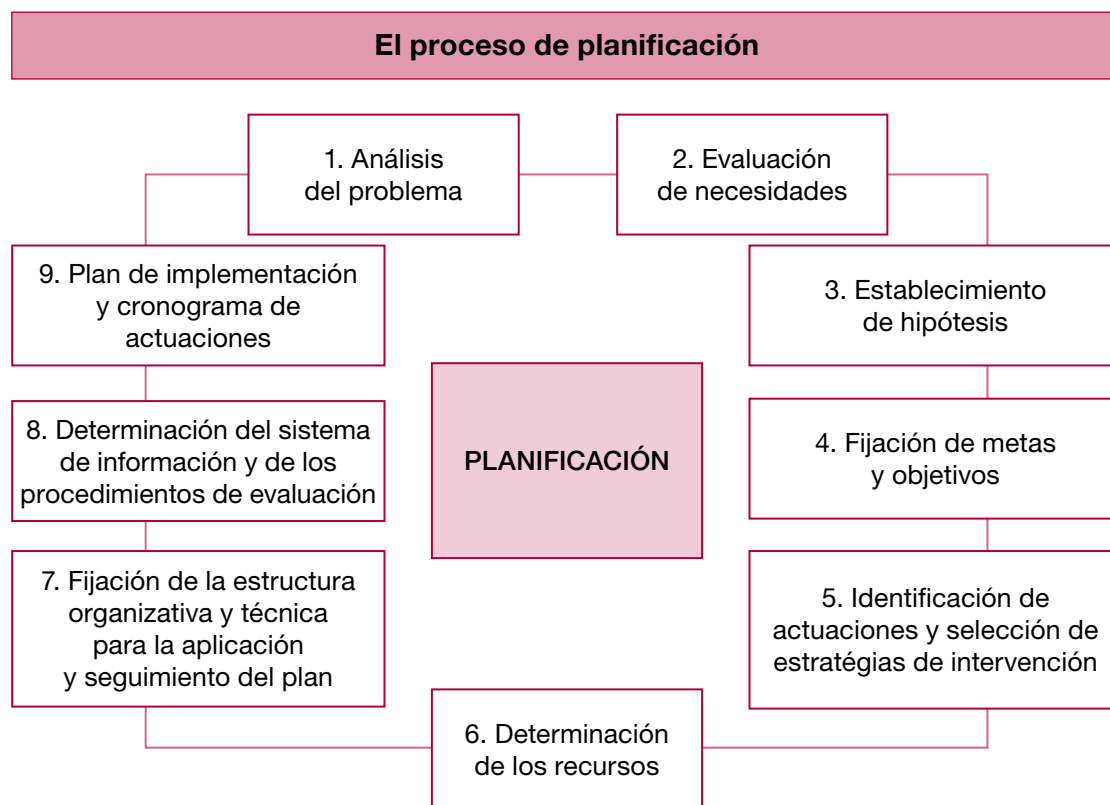 El proceso de planificación
1. Análisis
del problema
2. Evaluación
de necesidades
3. Establecimiento
de hipótesis
4. Fijación de metas
y objetivos
5. Identificación de
actuaciones y selección de
estratégias de intervención
6. Determinación
de los recursos
7. Fijación de la estructura
organizativa y técnica
para la aplicación
y seguimiento del plan
8. Determinación del sistema
de información y de los
procedimientos de evaluación
9. Plan de implementación
y cronograma de
actuaciones
PLANIFICACIÓN